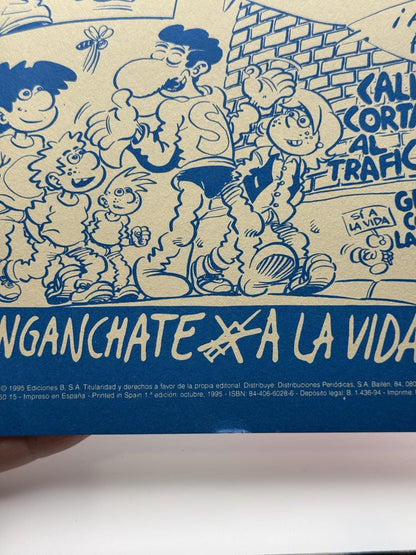 S
CALL
CORTA
AL
TRAFIC
SÍ A
LA VIDA
G
C
LA
NGANCHATE A LA VIDA
© 1995 Ediciones B, S.A. Titularidad y derechos a favor de la propia editorial. Distribuye: Distribuciones Periódicas, S.A. Bailén, 84, 080
50 15 - Impreso en España - Printed in Spain 1.ª edición: octubre, 1995 - ISBN: 84-406-6028-6 - Depósito legal: B. 1.436-94 - Imprime: